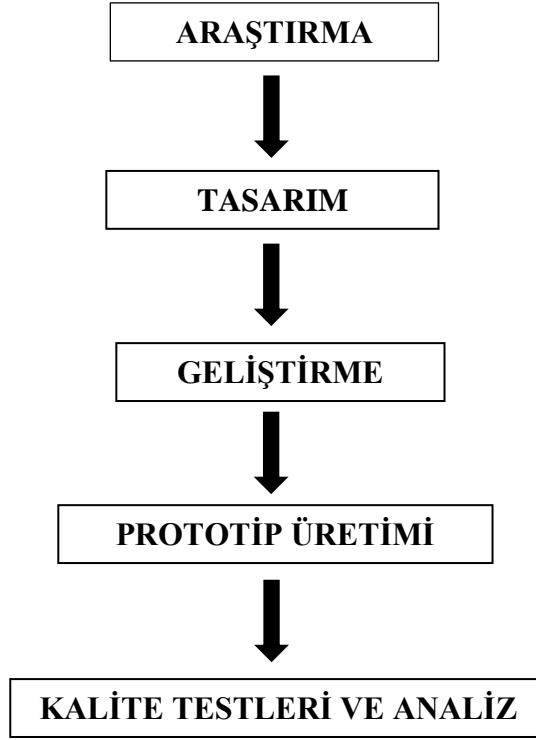 ARAŞTIRMA
TASARIM
GELİŞTİRME
PROTOTİP ÜRETİMİ
KALİTE TESTLERİ VE ANALİZ